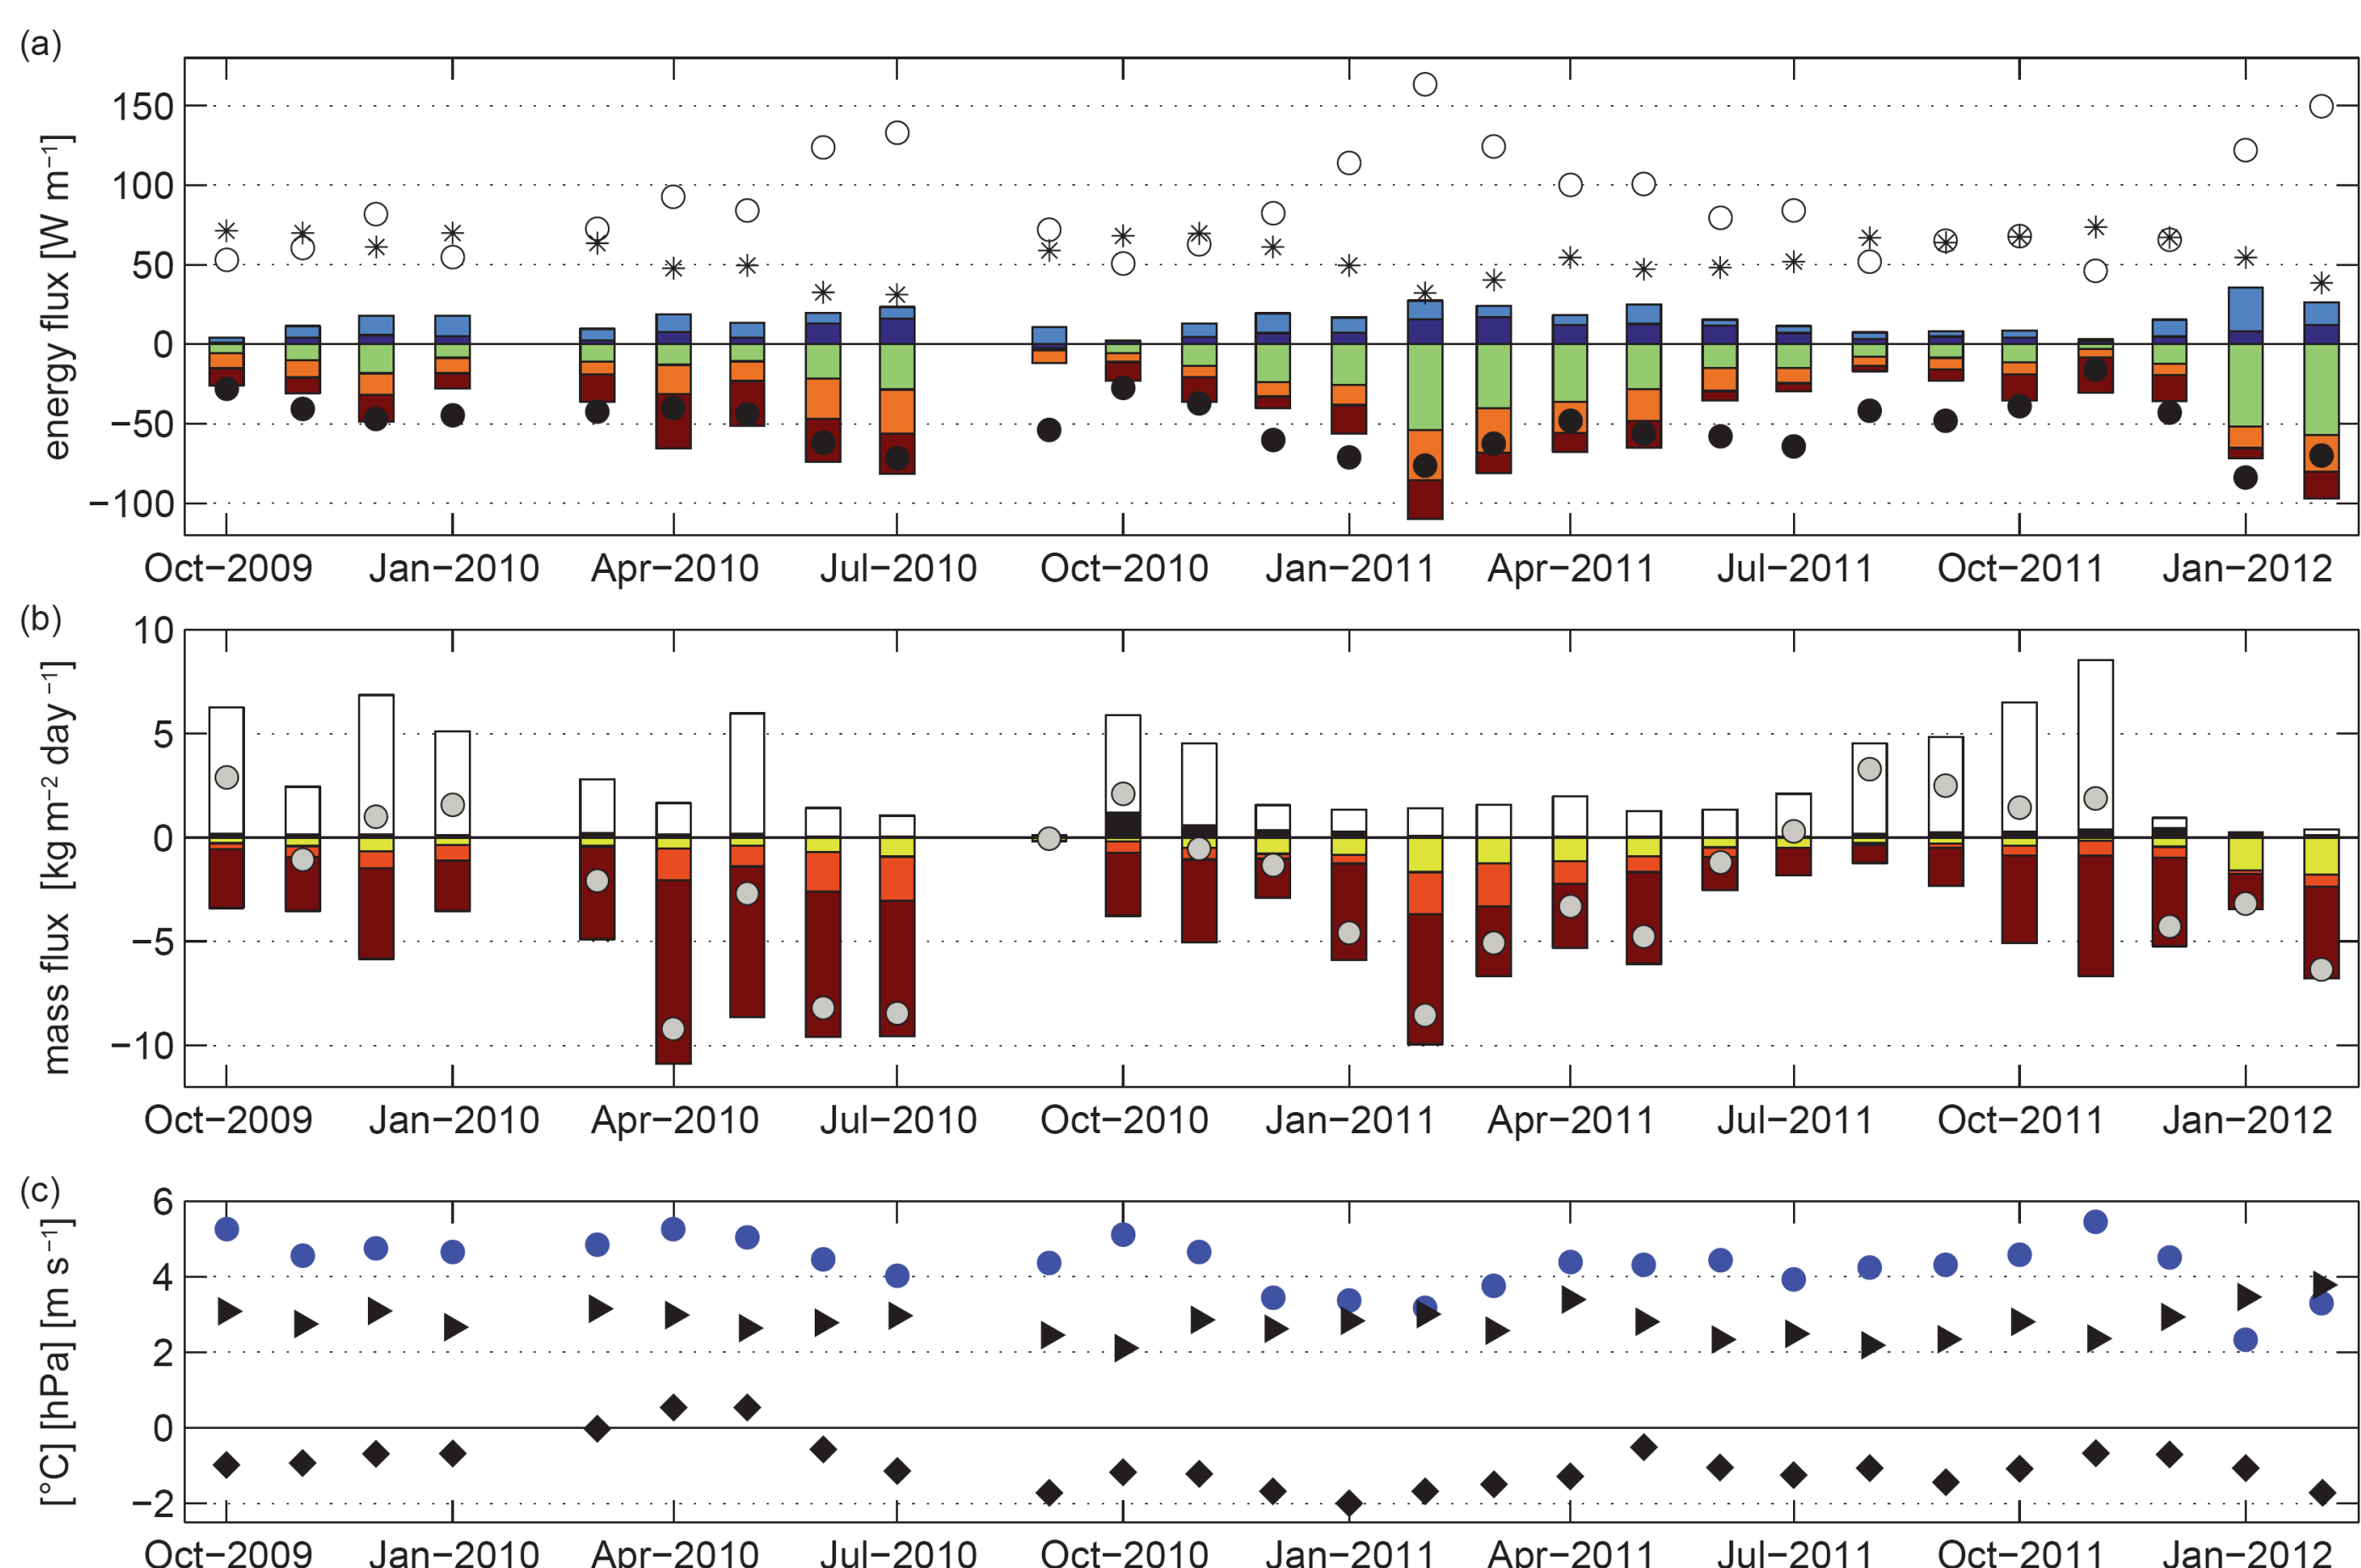 (a)
energy flux [W m−1]
150
100
50
0
−50
−100
Oct−2009 Jan−2010 Apr−2010 Jul−2010 Oct−2010 Jan−2011 Apr−2011 Jul−2011 Oct−2011 Jan−2012
(b)
mass flux [kg m−2 day −1]
10
5
0
−5
−10
Oct−2009 Jan−2010 Apr−2010 Jul−2010 Oct−2010 Jan−2011 Apr−2011 Jul−2011 Oct−2011 Jan−2012
(c)
[°C] [hPa] [m s−1]
6
4
2
0
−2
Oct−2009 Jan−2010 Apr−2010 Jul−2010 Oct−2010 Jan−2011 Apr−2011 Jul−2011 Oct−2011 Jan−2012